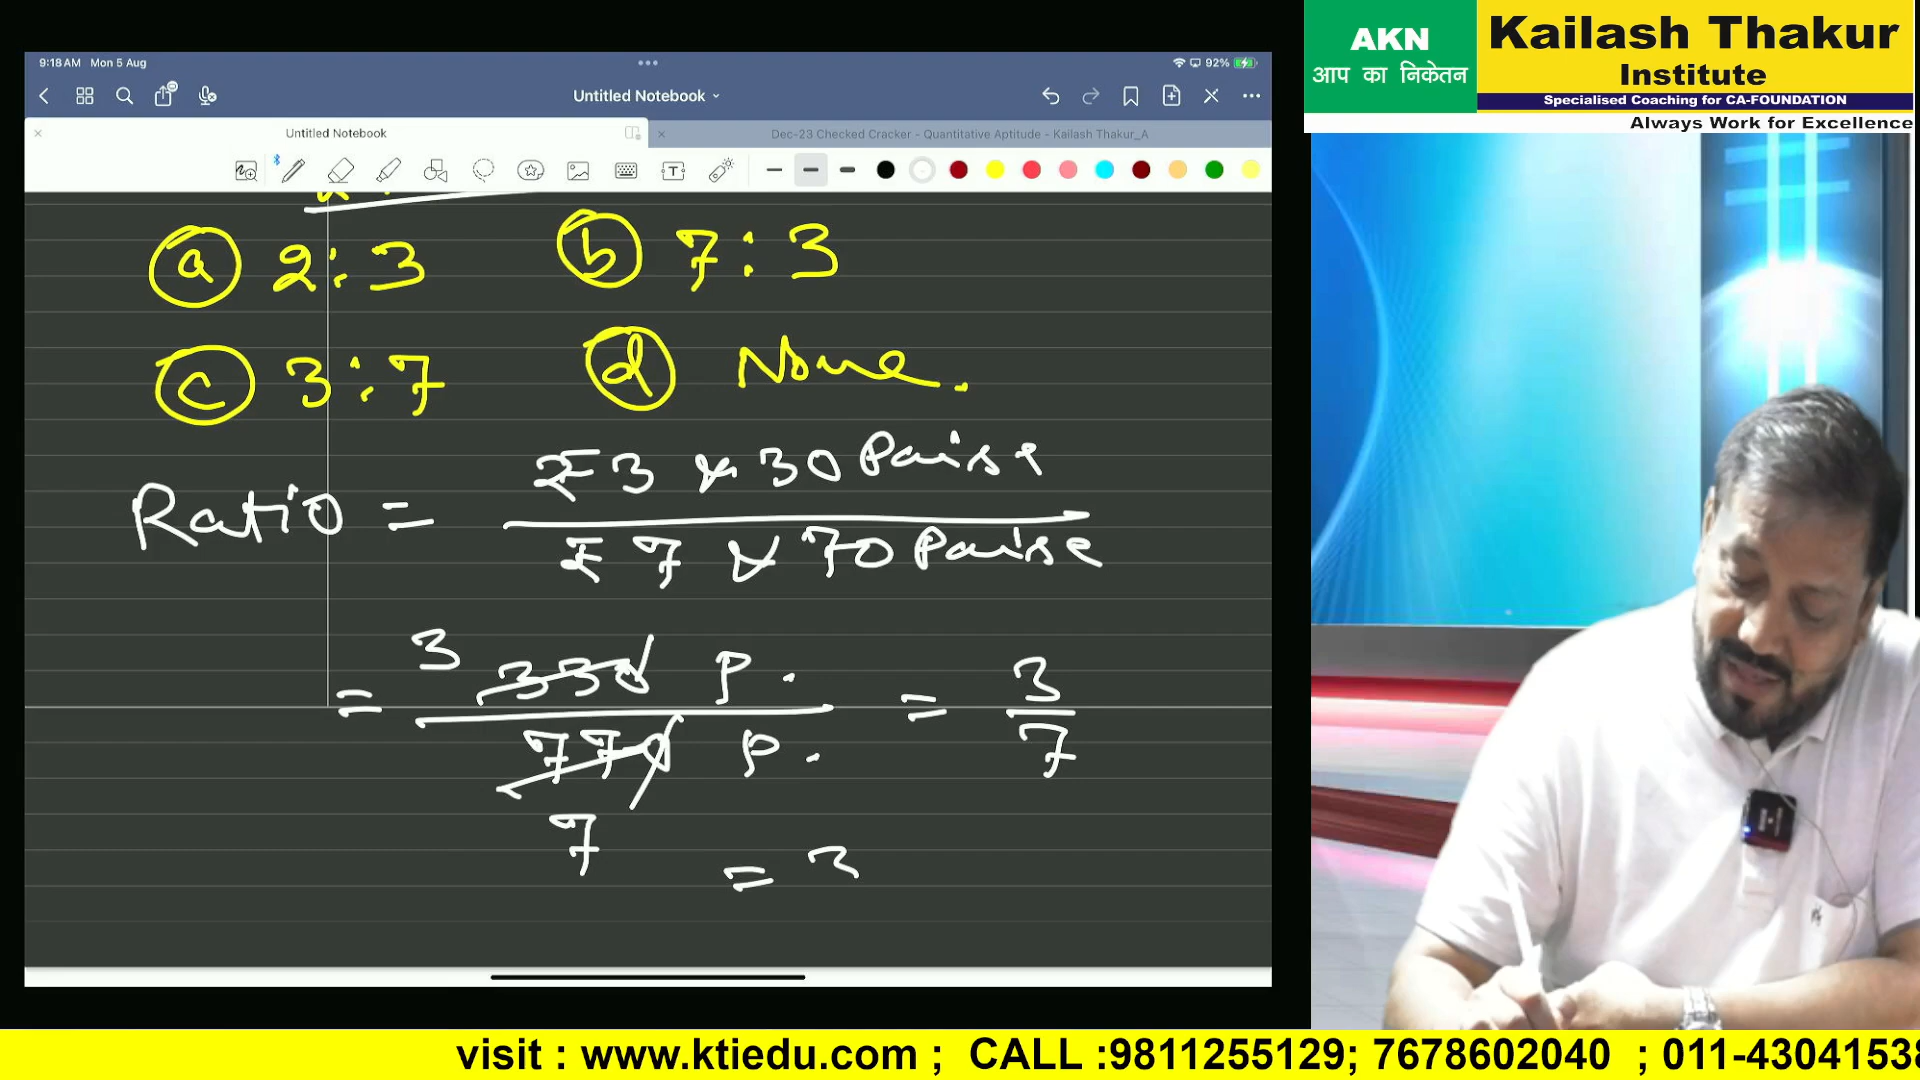 AKN
आप का निकेतन
Kailash Thakur
Institute
Specialised Coaching for CA-FOUNDATION
Always Work for Excellence
9:18 AM Mon 5 Aug
92%
Untitled Notebook
Untitled Notebook
Dec-23 Checked Cracker - Quantitative Aptitude - Kailash Thakur_A
(a) 2:3 (b) 7:3
(c) 3:7 (d) None.
Ratio = ₹3 & 30 Paise
₹7 & 70 Paise
= 3 330 P. = 3
770 P. 7
7
= 3
visit : www.ktiedu.com ; CALL :9811255129; 7678602040 ; 011-4304153